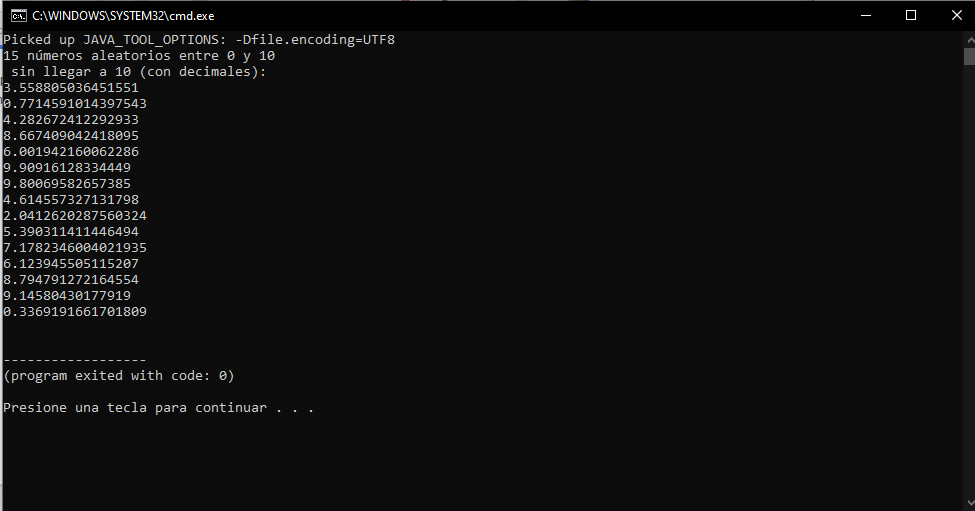 C:\WINDOWS\SYSTEM32\cmd.exe
Picked up JAVA_TOOL_OPTIONS: -Dfile.encoding=UTF8
15 números aleatorios entre 0 y 10
sin llegar a 10 (con decimales):
3.558805036451551
0.7714591014397543
4.282672412292933
8.667409042418095
6.001942160062286
9.90916128334449
9.80069582657385
4.614557327131798
2.0412620287560324
5.390311411446494
7.1782346004021935
6.123945505115207
8.794791272164554
9.14580430177919
0.3369191661701809
------------------
(program exited with code: 0)
Presione una tecla para continuar . . .